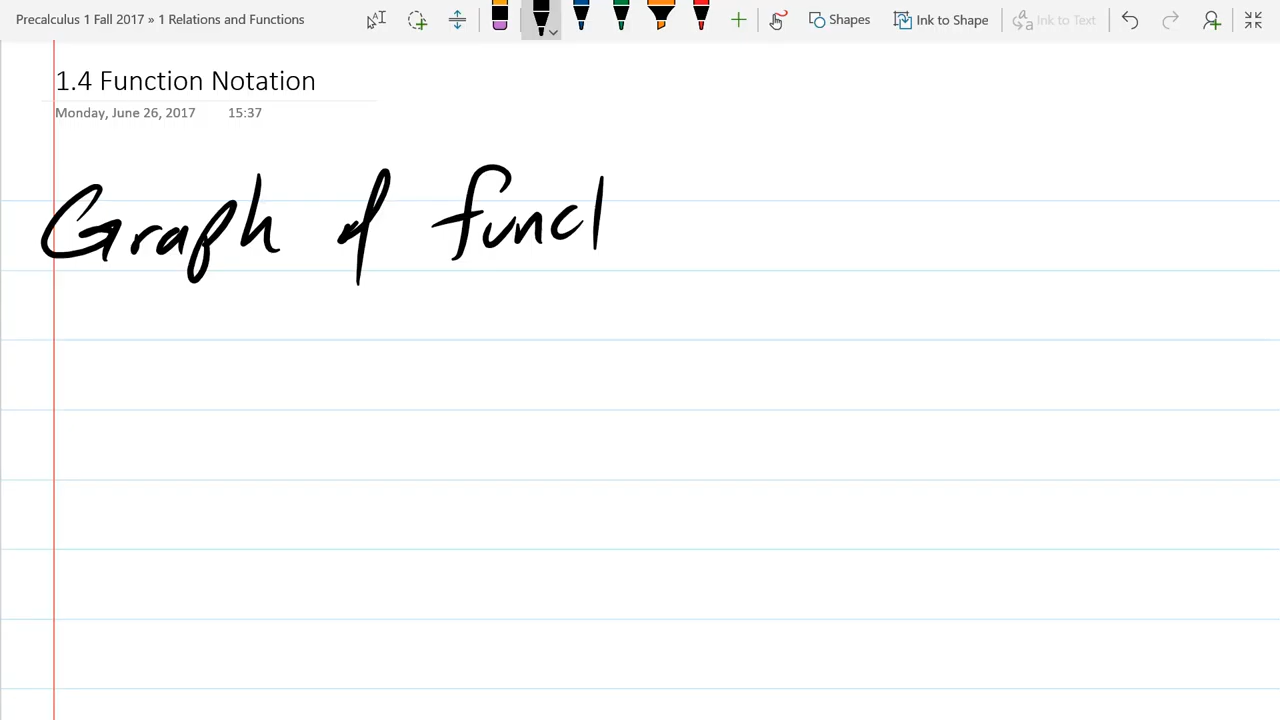 Precalculus 1 Fall 2017 » 1 Relations and Functions Shapes Ink to Shape Ink to Text
1.4 Function Notation
Monday, June 26, 2017 15:37
Graph of funcl